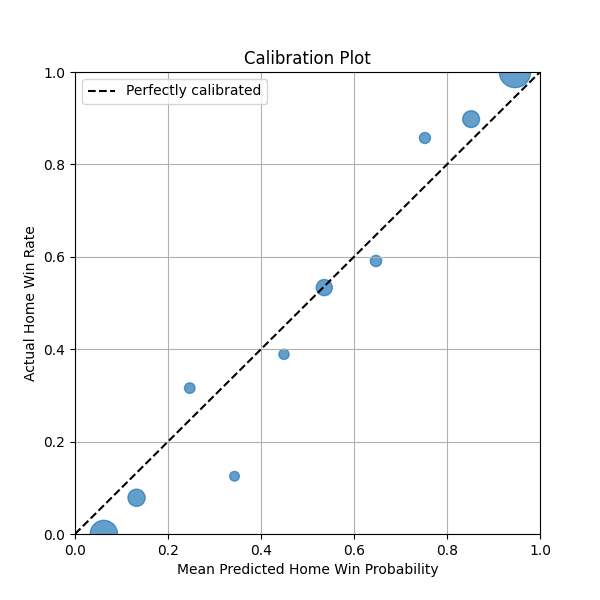 Calibration Plot
Perfectly calibrated
Actual Home Win Rate
1.0
0.8
0.6
0.4
0.2
0.0
0.0 0.2 0.4 0.6 0.8 1.0
Mean Predicted Home Win Probability